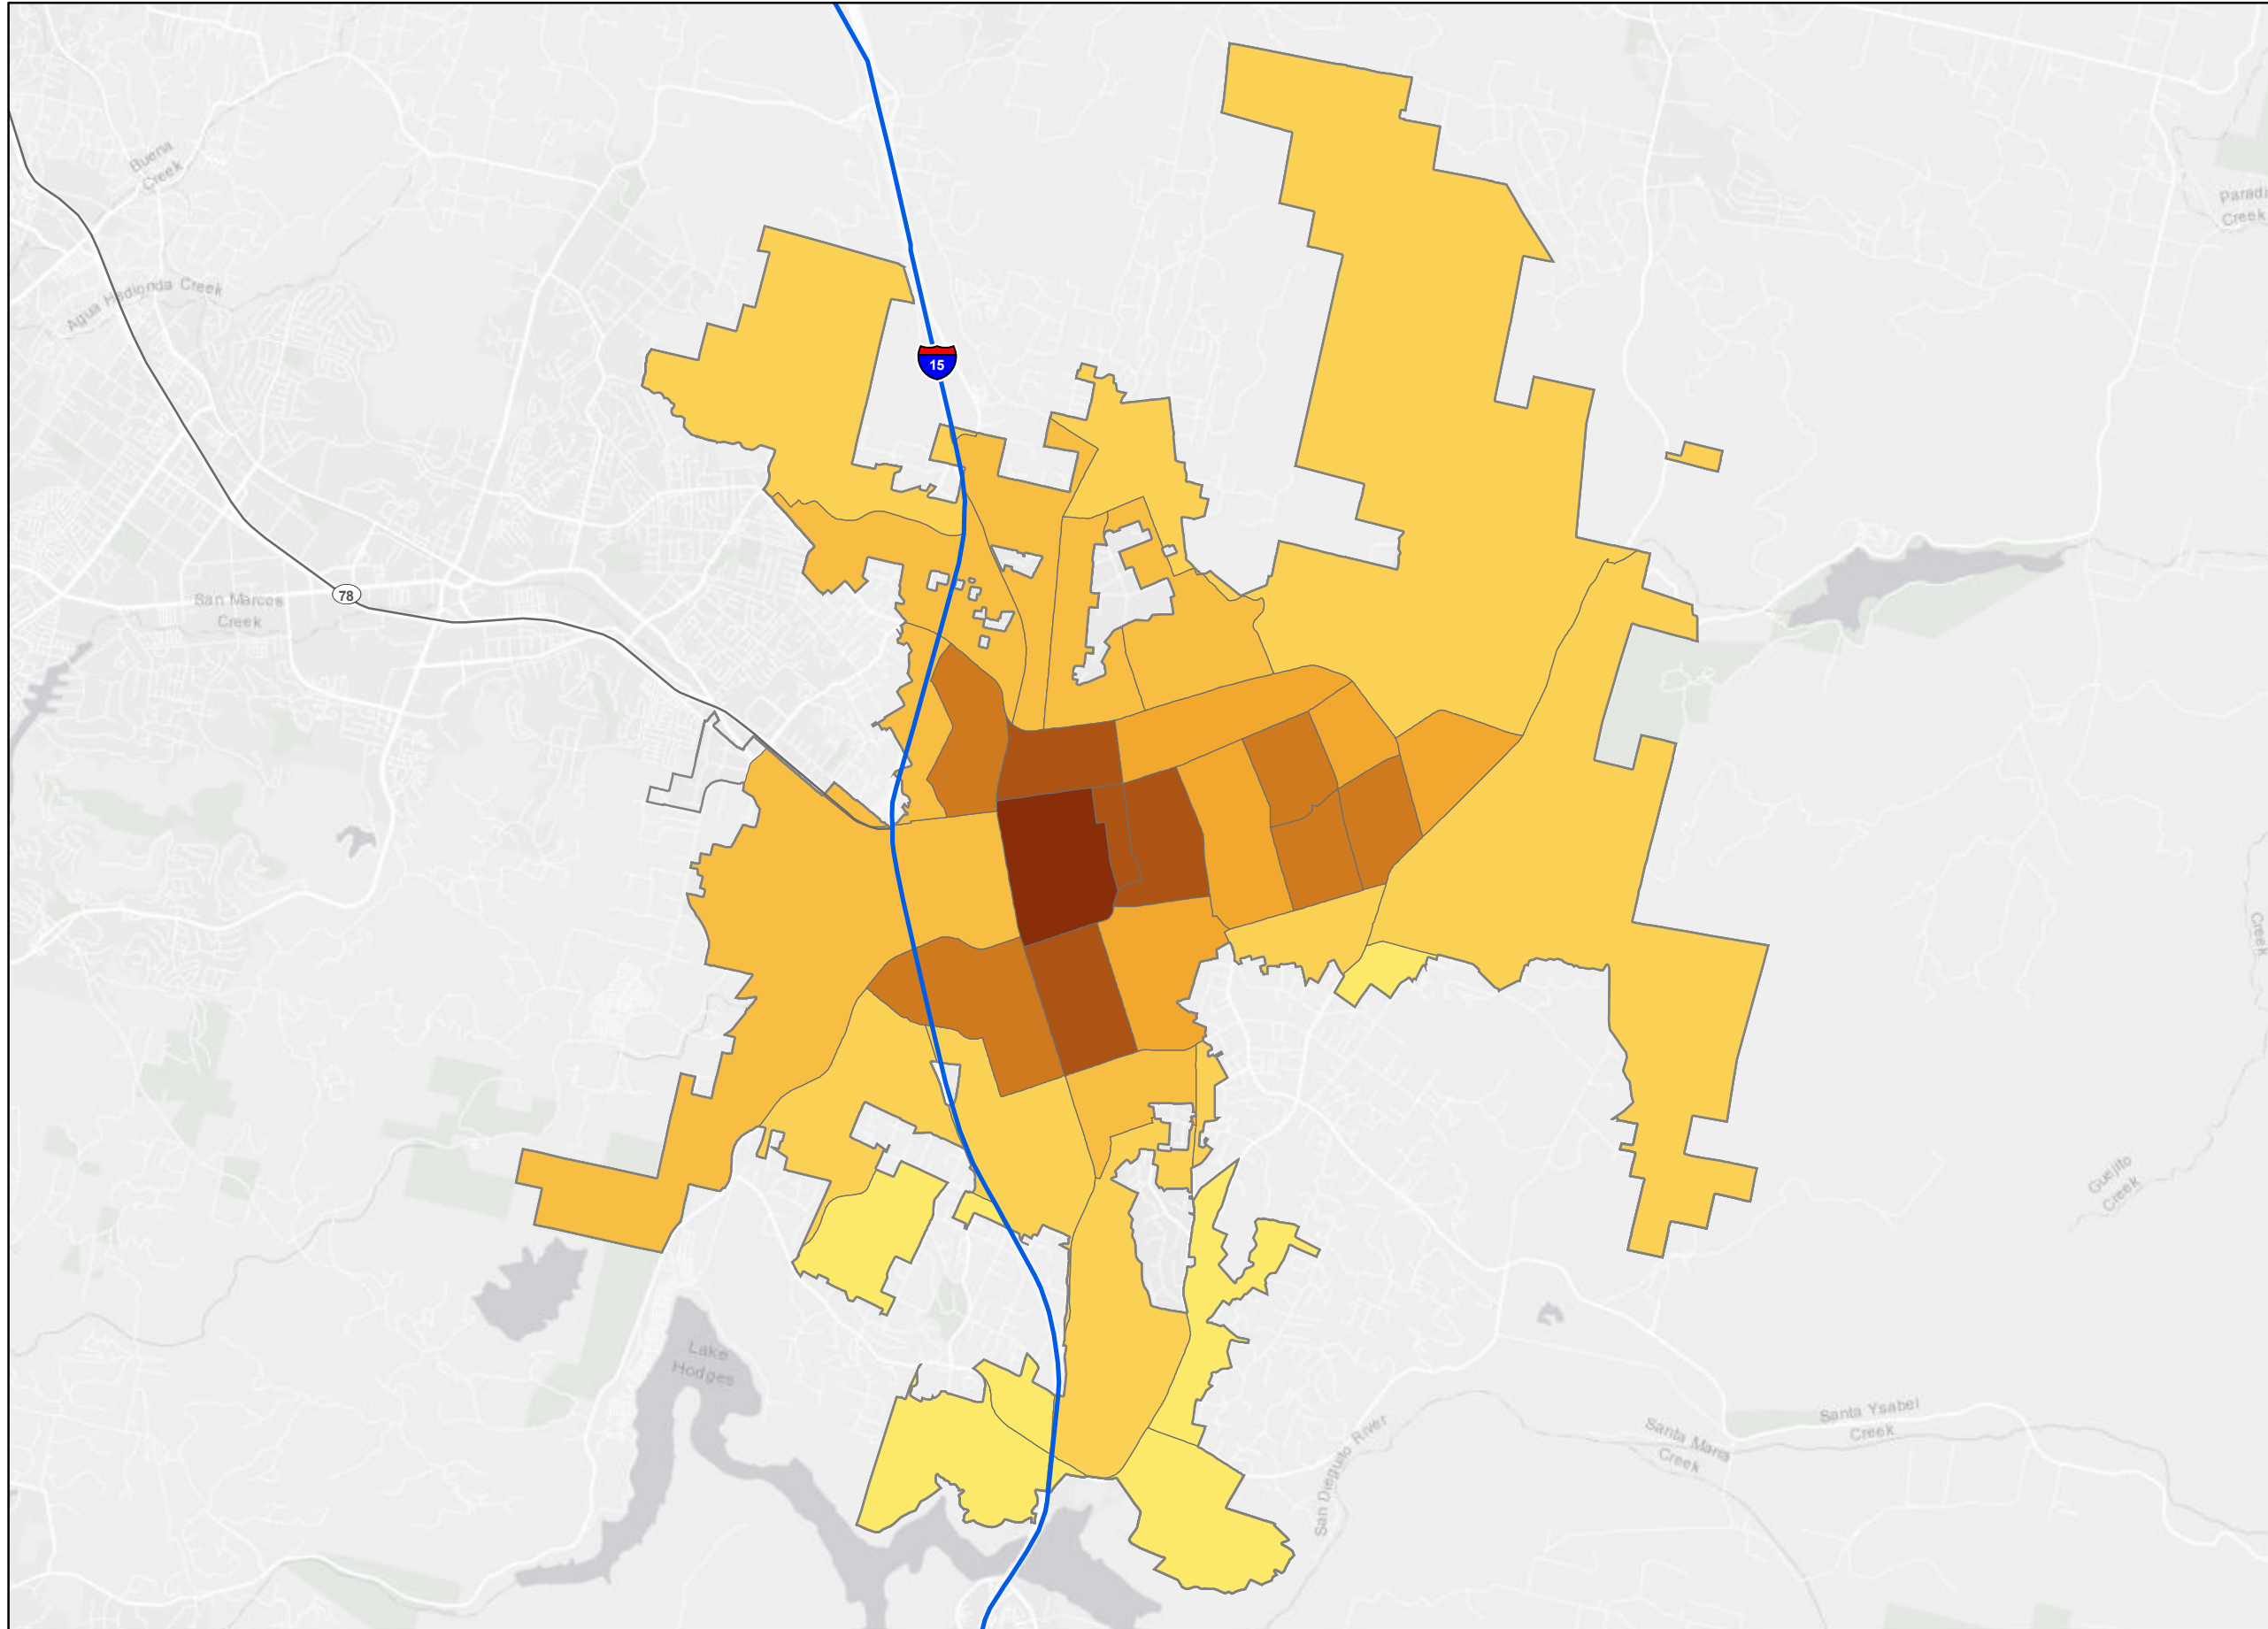 Buena
Creek
Paradi
Creek
Agua Hedionda Creek
15
San Marcos
Creek
78
Creek
Guejito
Creek
Lake
Hodges
San Dieguito River
Santa Maria
Creek
Santa Ysabel
Creek